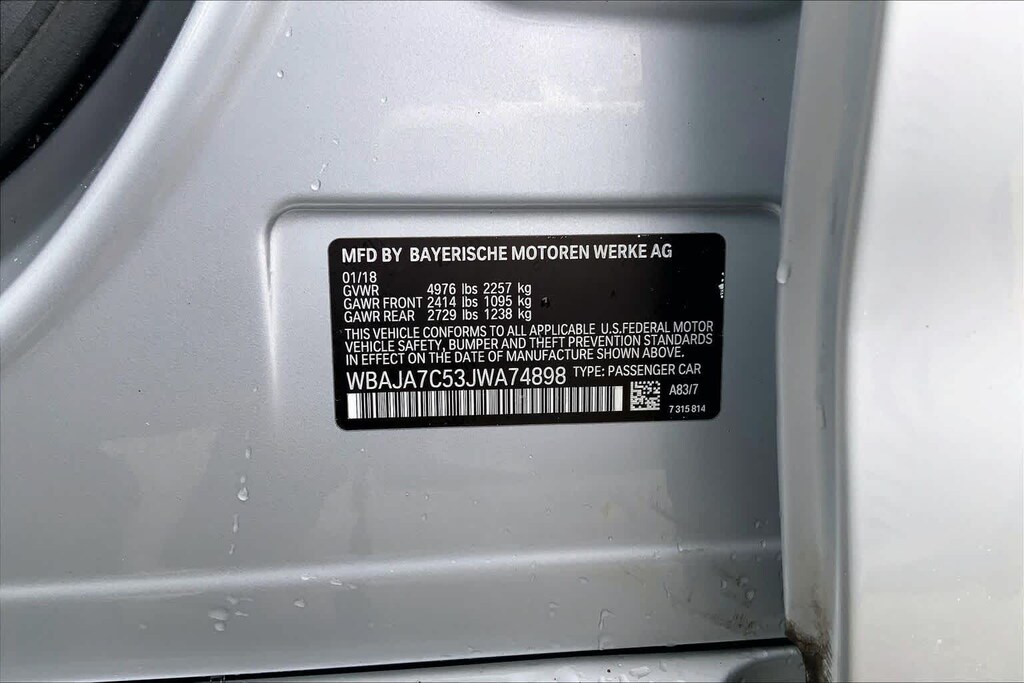 MFD BY BAYERISCHE MOTOREN WERKE AG
01/18
GVWR 4976 lbs 2257 kg
GAWR FRONT 2414 lbs 1095 kg
GAWR REAR 2729 lbs 1238 kg
THIS VEHICLE CONFORMS TO ALL APPLICABLE U.S.FEDERAL MOTOR
VEHICLE SAFETY, BUMPER AND THEFT PREVENTION STANDARDS
IN EFFECT ON THE DATE OF MANUFACTURE SHOWN ABOVE.
WBAJA7C53JWA74898 TYPE: PASSENGER CAR
A83/7
7 315 814